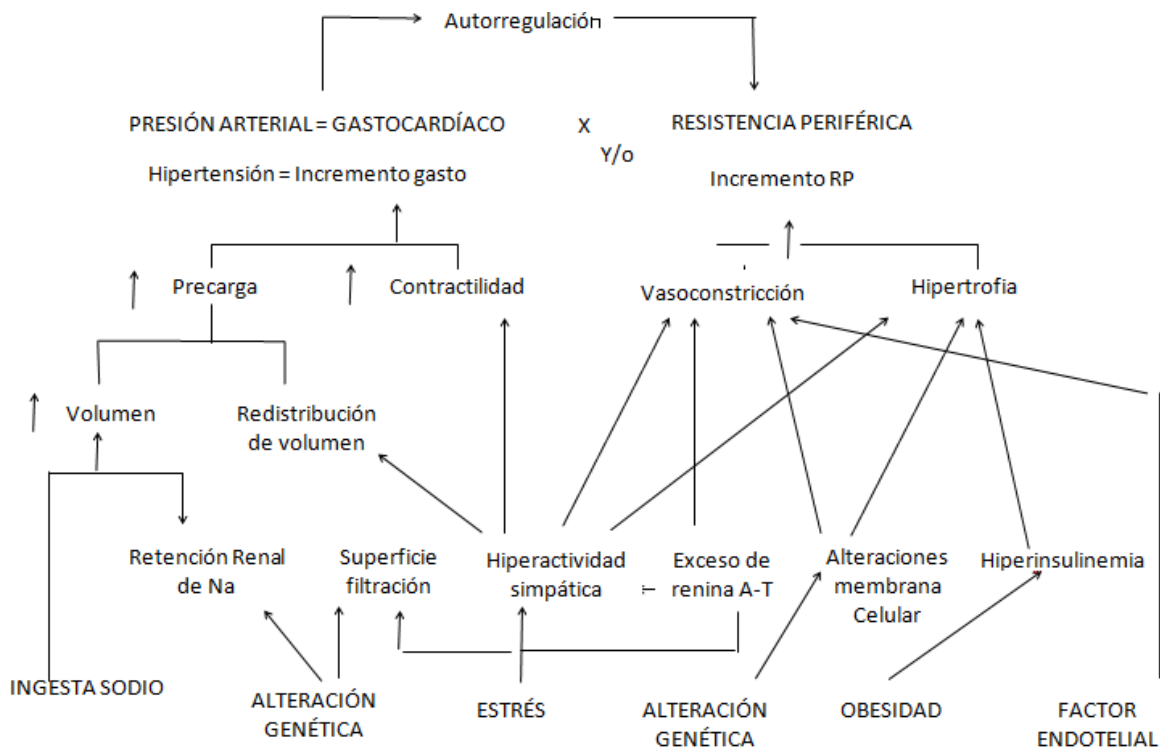 Autorregulación
PRESIÓN ARTERIAL = GASTOCARDÍACO
X
RESISTENCIA PERIFÉRICA
Y/o
Hipertensión = Incremento gasto
Incremento RP
Precarga
Contractilidad
Vasoconstricción
Hipertrofia
Volumen
Redistribución
de volumen
Retención Renal
de Na
Superficie
filtración
Hiperactividad
simpática
Exceso de
renina A-T
Alteraciones
membrana
Celular
Hiperinsulinemia
INGESTA SODIO
ALTERACIÓN
GENÉTICA
ESTRÉS
ALTERACIÓN
GENÉTICA
OBESIDAD
FACTOR
ENDOTELIAL